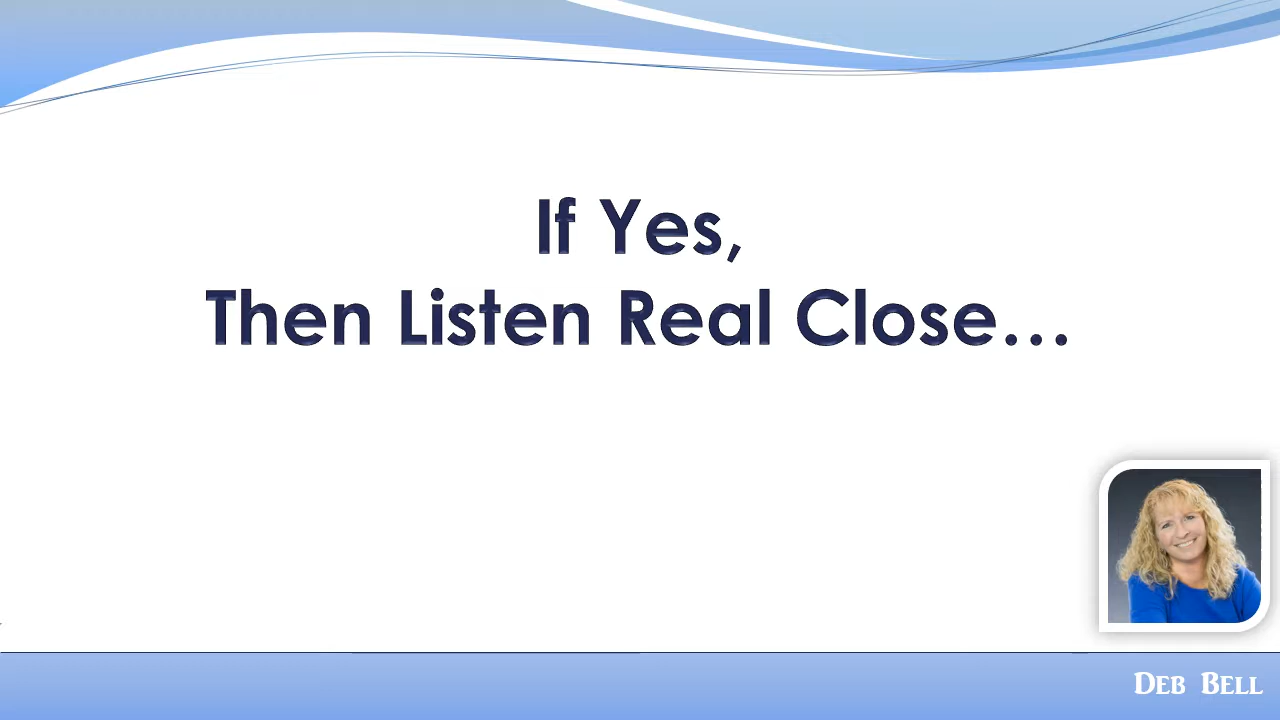 If Yes,
Then Listen Real Close...
Deb Bell